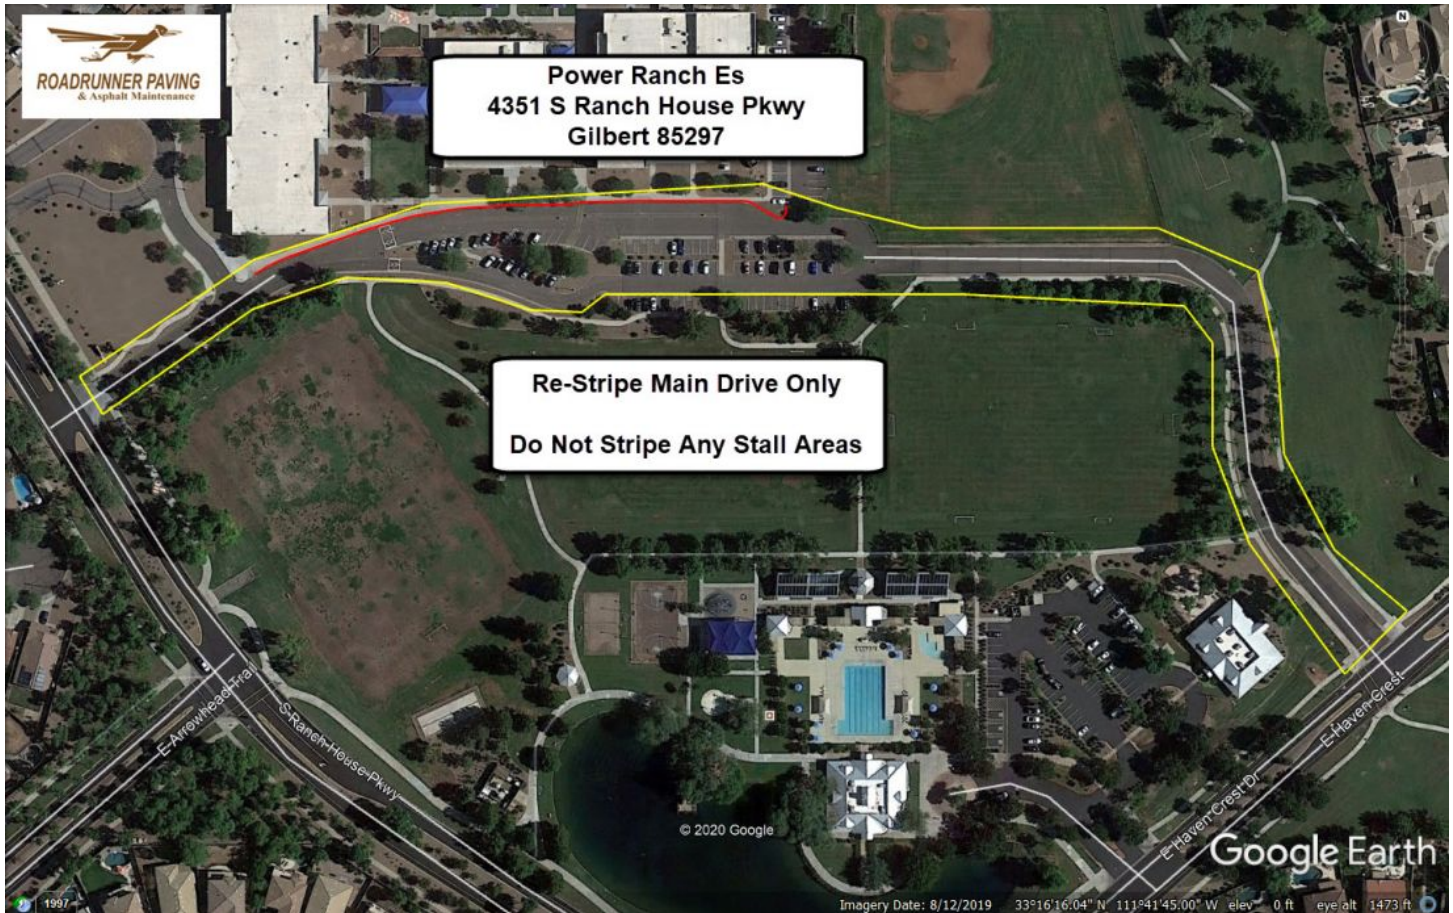 ROADRUNNER PAVING
& Asphalt Maintenance
N
Power Ranch Es
4351 S Ranch House Pkwy
Gilbert 85297
Re-Stripe Main Drive Only
Do Not Stripe Any Stall Areas
E Arrowhead Trail
S Ranch House Pkwy
E Haven Crest
E Haven Crest Dr
© 2020 Google
Google Earth
1997
Imagery Date: 8/12/2019 33°16'16.04" N 111°41'45.00" W elev 0 ft eye alt 1473 ft